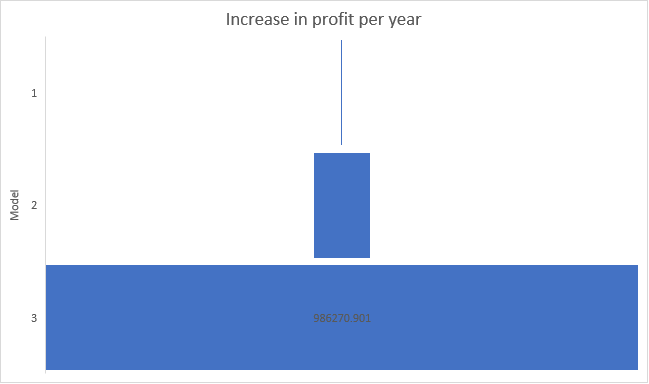 Increase in profit per year
1
2
Model
3
986270.901